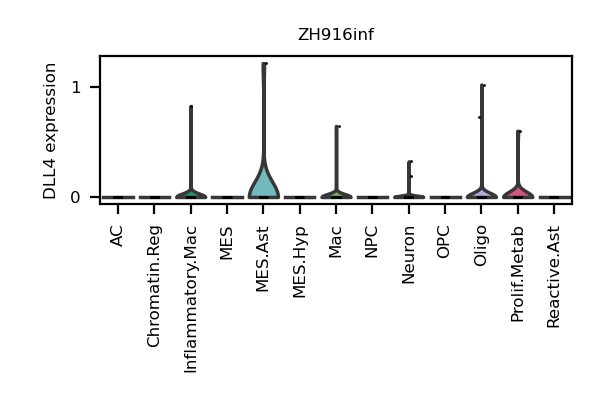 ZH916inf
DLL4 expression
1
0
AC
Chromatin.Reg
Inflammatory.Mac
MES
MES.Ast
MES.Hyp
Mac
NPC
Neuron
OPC
Oligo
Prolif.Metab
Reactive.Ast